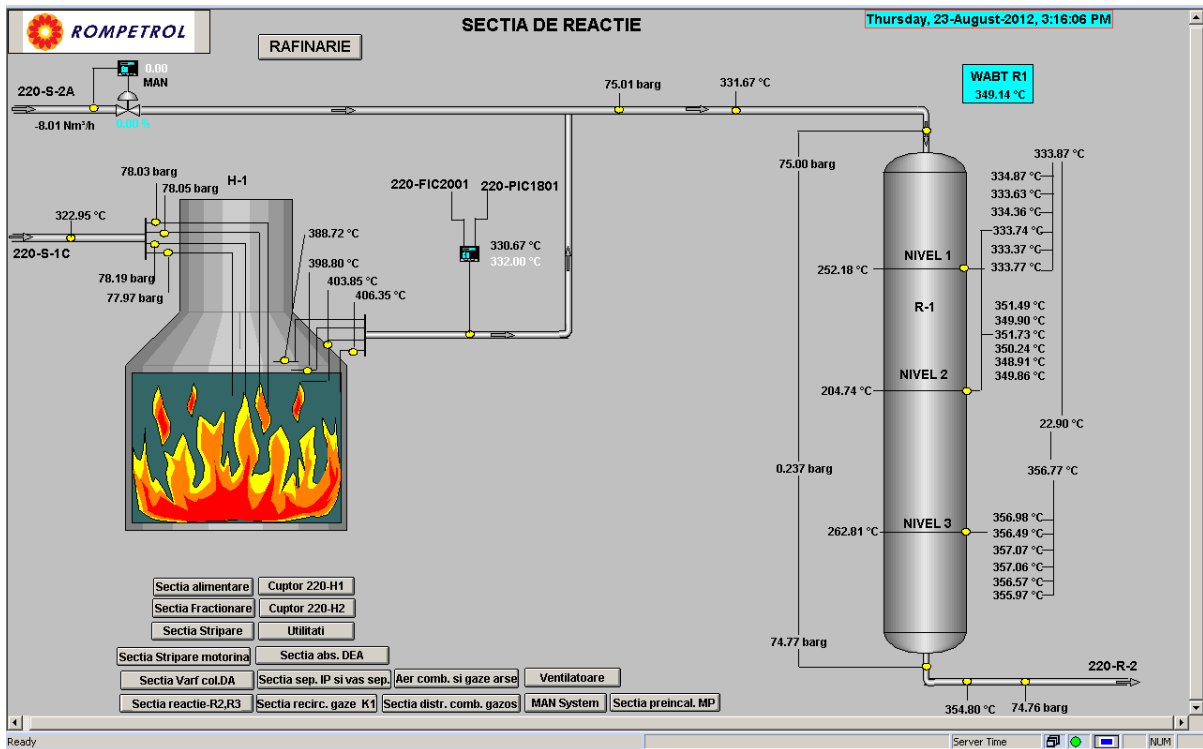 ROMPETROL
SECTIA DE REACTIE
Thursday, 23-August-2012, 3:16:06 PM
RAFINARIE
0.00
MAN
220-S-2A
-8.01 Nm³/h
0.00 %
75.01 barg
331.67 °C
WABT R1
349.14 °C
78.03 barg
78.05 barg
H-1
322.95 °C
220-S-1C
78.19 barg
77.97 barg
388.72 °C
398.80 °C
403.85 °C
406.35 °C
220-FIC2001
220-PIC1801
330.67 °C
332.00 °C
75.00 barg
333.87 °C
334.87 °C
333.63 °C
334.36 °C
333.74 °C
333.37 °C
333.77 °C
NIVEL 1
252.18 °C
R-1
351.49 °C
349.90 °C
351.73 °C
350.24 °C
348.91 °C
349.86 °C
NIVEL 2
204.74 °C
22.90 °C
0.237 barg
356.77 °C
NIVEL 3
262.81 °C
356.98 °C
356.49 °C
357.07 °C
357.06 °C
356.57 °C
355.97 °C
74.77 barg
220-R-2
354.80 °C
74.76 barg
Sectia alimentare
Cuptor 220-H1
Sectia Fractionare
Cuptor 220-H2
Sectia Stripare
Utilitati
Sectia Stripare motorina
Sectia abs. DEA
Sectia Varf col.DA
Sectia sep. IP si vas sep.
Aer comb. si gaze arse
Ventilatoare
Sectia reactie-R2,R3
Sectia recirc. gaze K1
Sectia distr. comb. gazos
MAN System
Sectia preincal. MP
Ready
Server Time
NUM